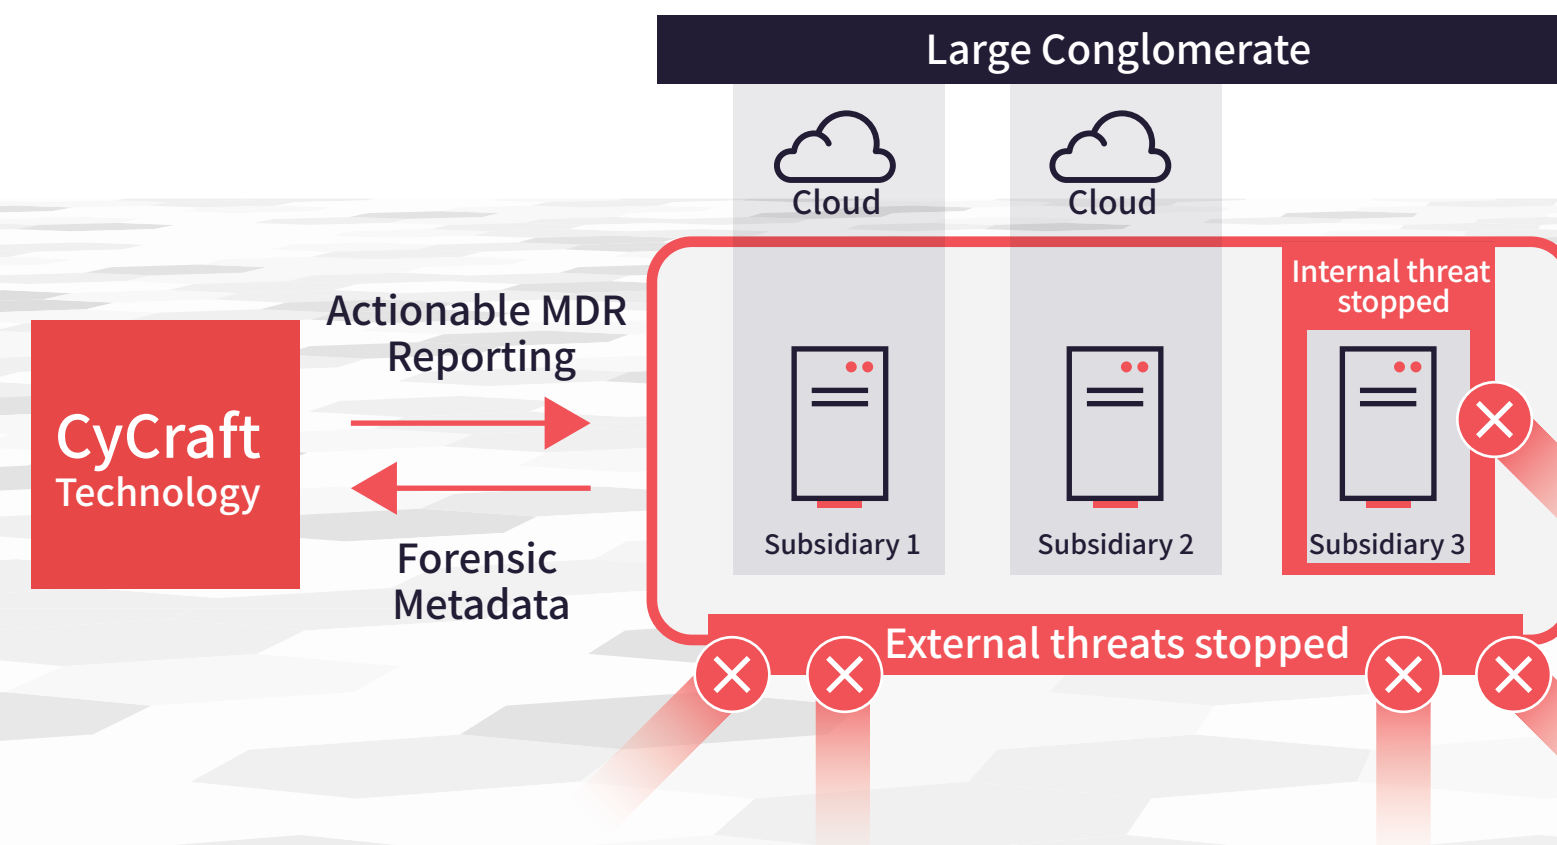 Large Conglomerate
Cloud
Cloud
Internal threat
stopped
Actionable MDR
Reporting
CyCraft
Technology
Forensic
Metadata
Subsidiary 1
Subsidiary 2
Subsidiary 3
External threats stopped